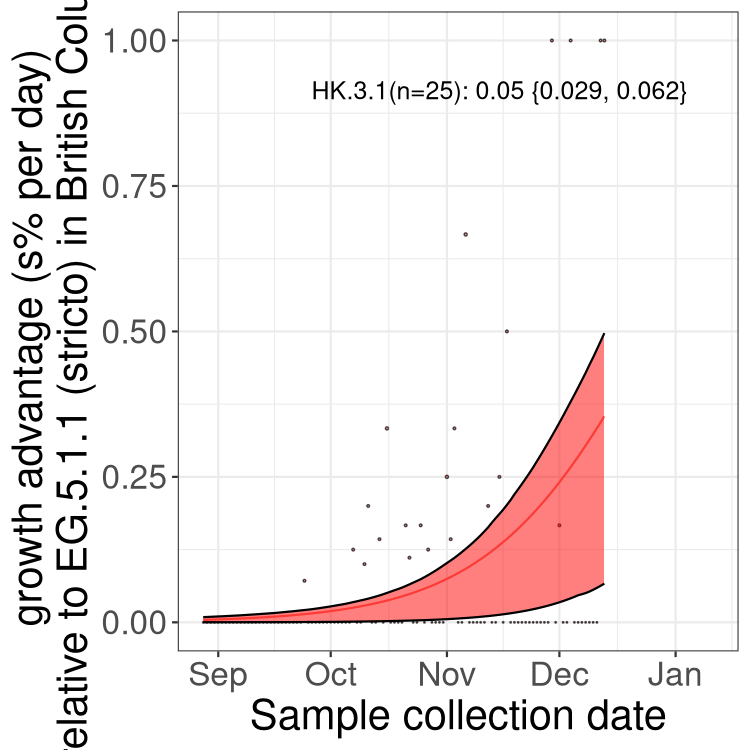 growth advantage (s% per day)
relative to EG.5.1.1 (stricto) in British Colu
1.00
0.75
0.50
0.25
0.00
HK.3.1(n=25): 0.05 {0.029, 0.062}
Sep Oct Nov Dec Jan
Sample collection date